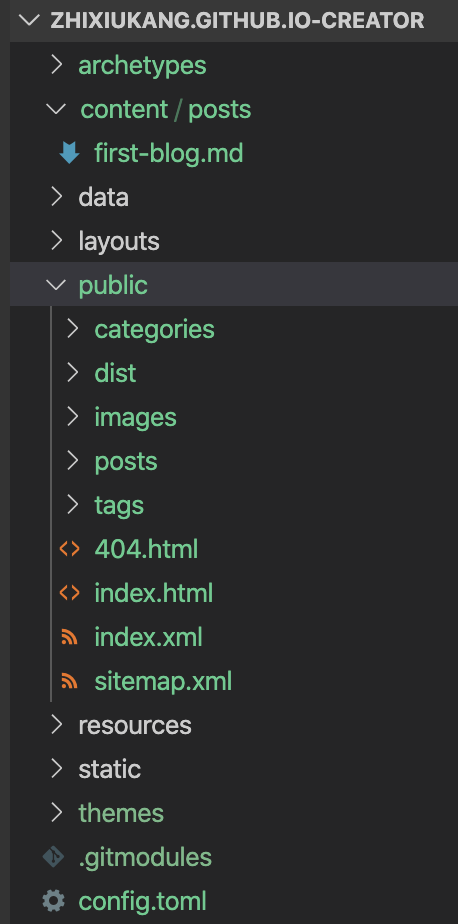 ZHIXIUKANG.GITHUB.IO-CREATOR
archetypes
content / posts
first-blog.md
data
layouts
public
categories
dist
images
posts
tags
404.html
index.html
index.xml
sitemap.xml
resources
static
themes
.gitmodules
config.toml